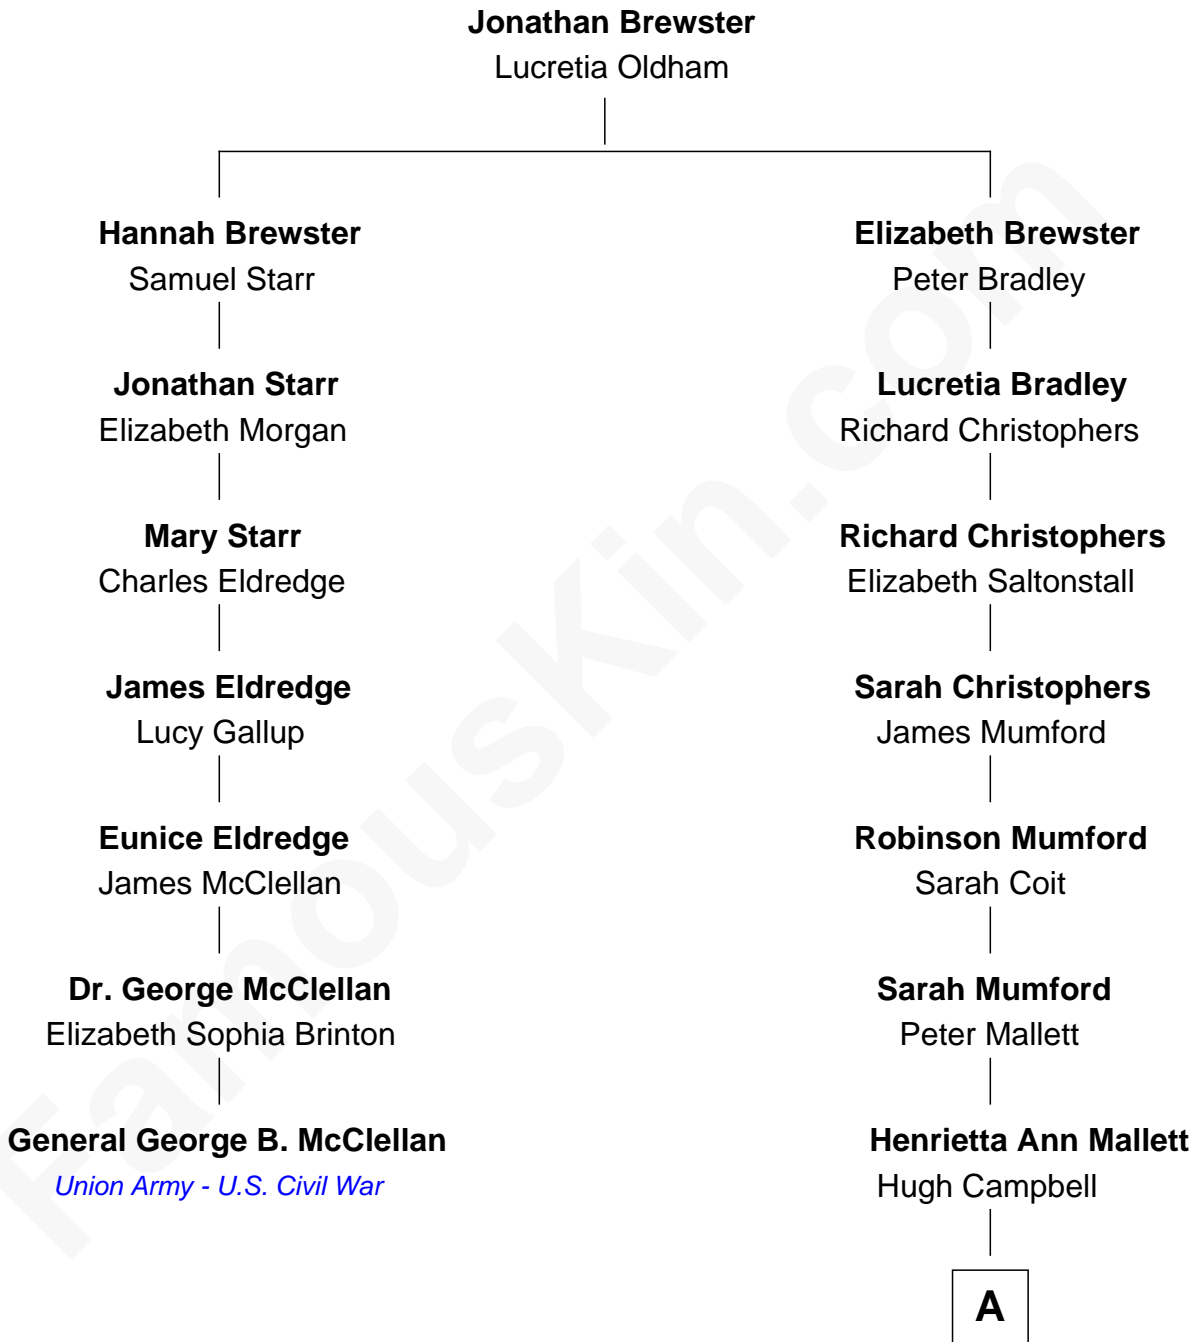 Jonathan Brewster
Lucretia Oldham
Hannah Brewster
Samuel Starr
Jonathan Starr
Elizabeth Morgan
Mary Starr
Charles Eldredge
James Eldredge
Lucy Gallup
Eunice Eldredge
James McClellan
Dr. George McClellan
Elizabeth Sophia Brinton
General George B. McClellan
Union Army - U.S. Civil War
Elizabeth Brewster
Peter Bradley
Lucretia Bradley
Richard Christophers
Richard Christophers
Elizabeth Saltonstall
Sarah Christophers
James Mumford
Robinson Mumford
Sarah Coit
Sarah Mumford
Peter Mallett
Henrietta Ann Mallett
Hugh Campbell
A
FamousKin.com